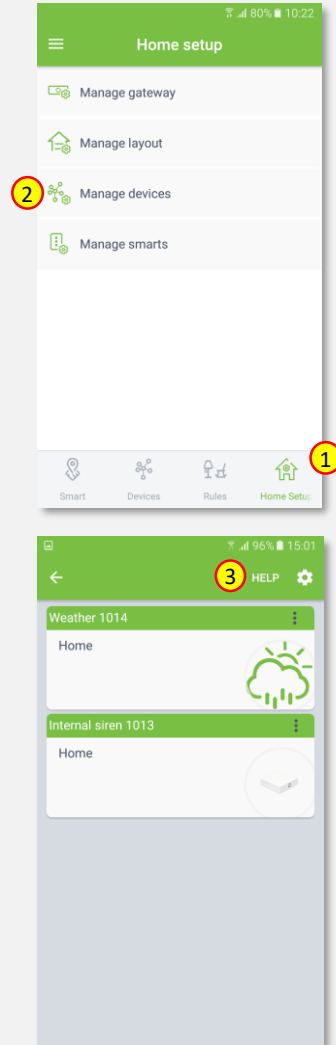 80% 10:22
Home setup
Manage gateway
Manage layout
2
Manage devices
Manage smarts
1
Smart Devices Rules Home Setup
96% 15:01
3 HELP
Weather 1014
Home
Internal siren 1013
Home